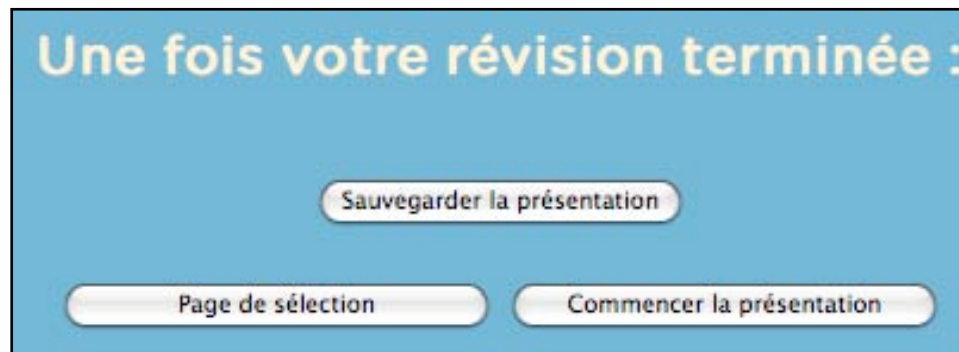 Une fois votre révision terminée :
Sauvegarder la présentation
Page de sélection
Commencer la présentation